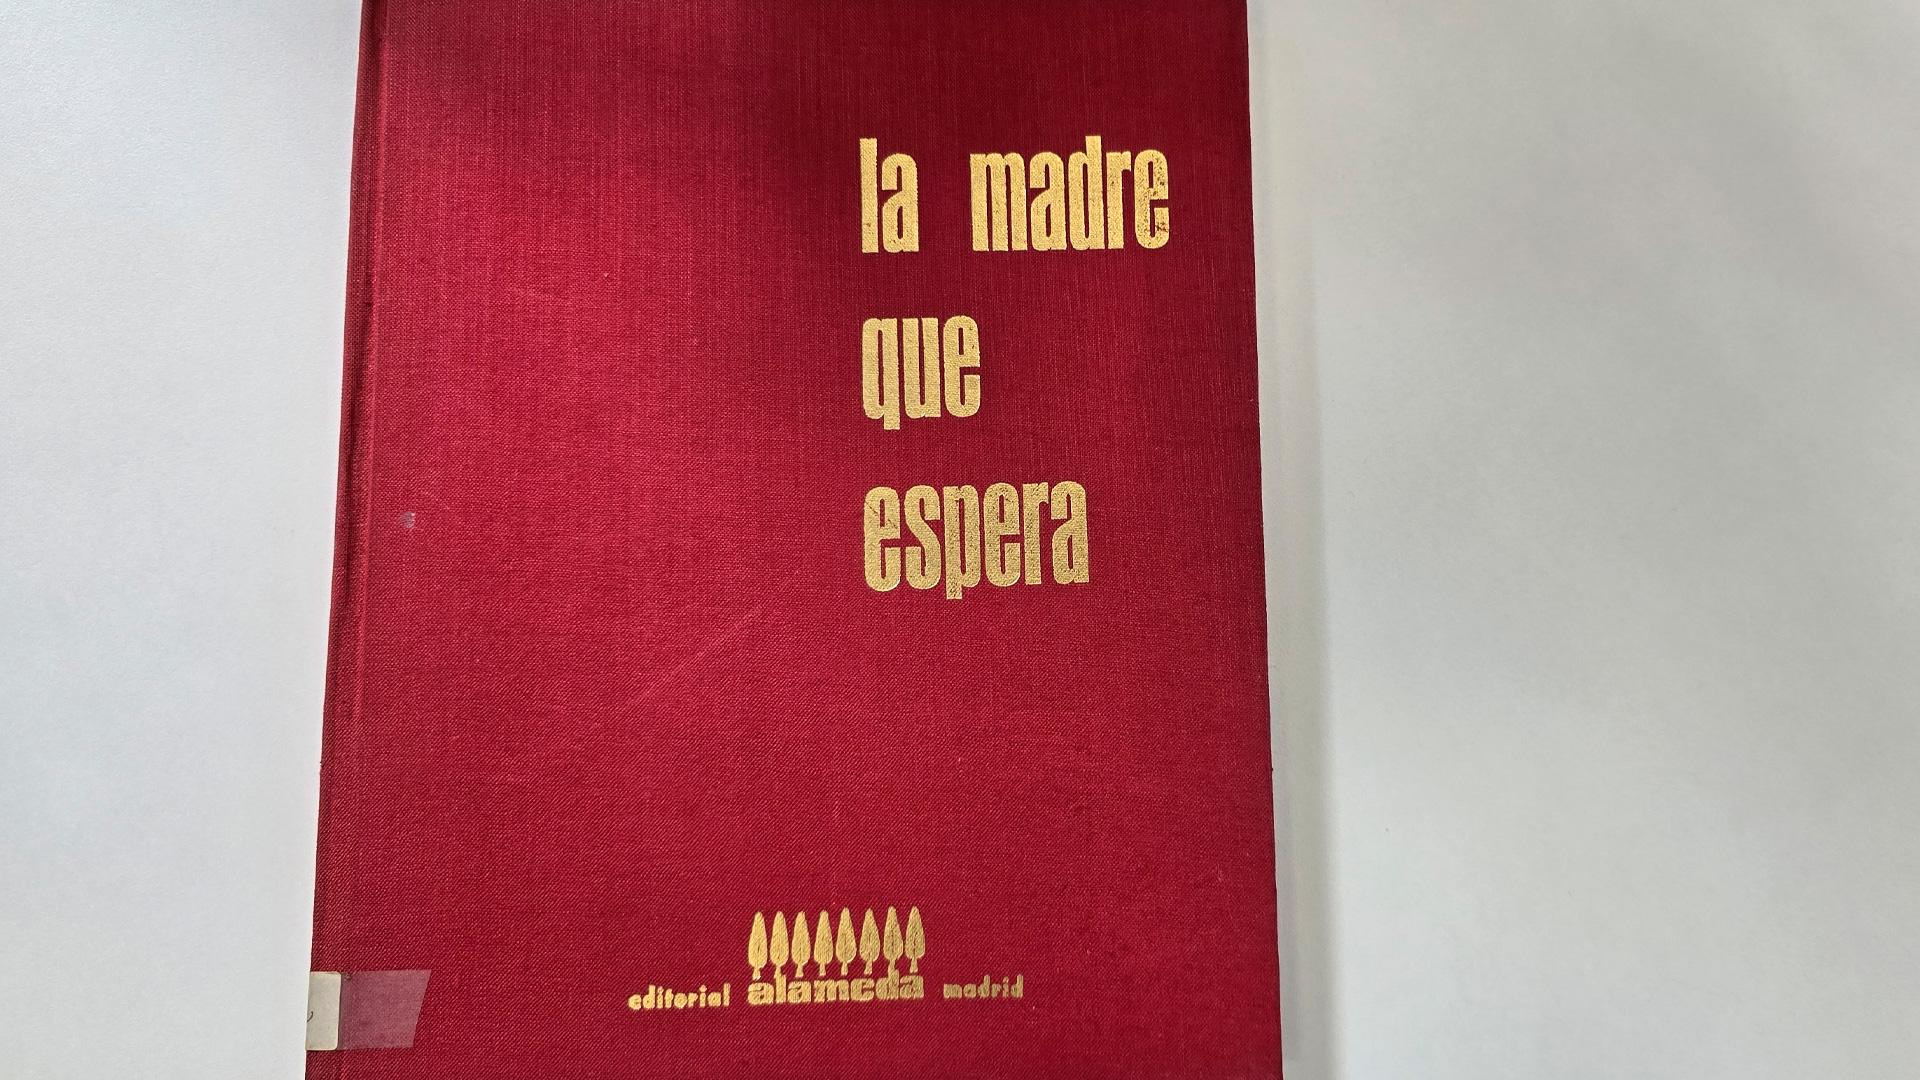 la madre
que
espera
editorial alameda madrid